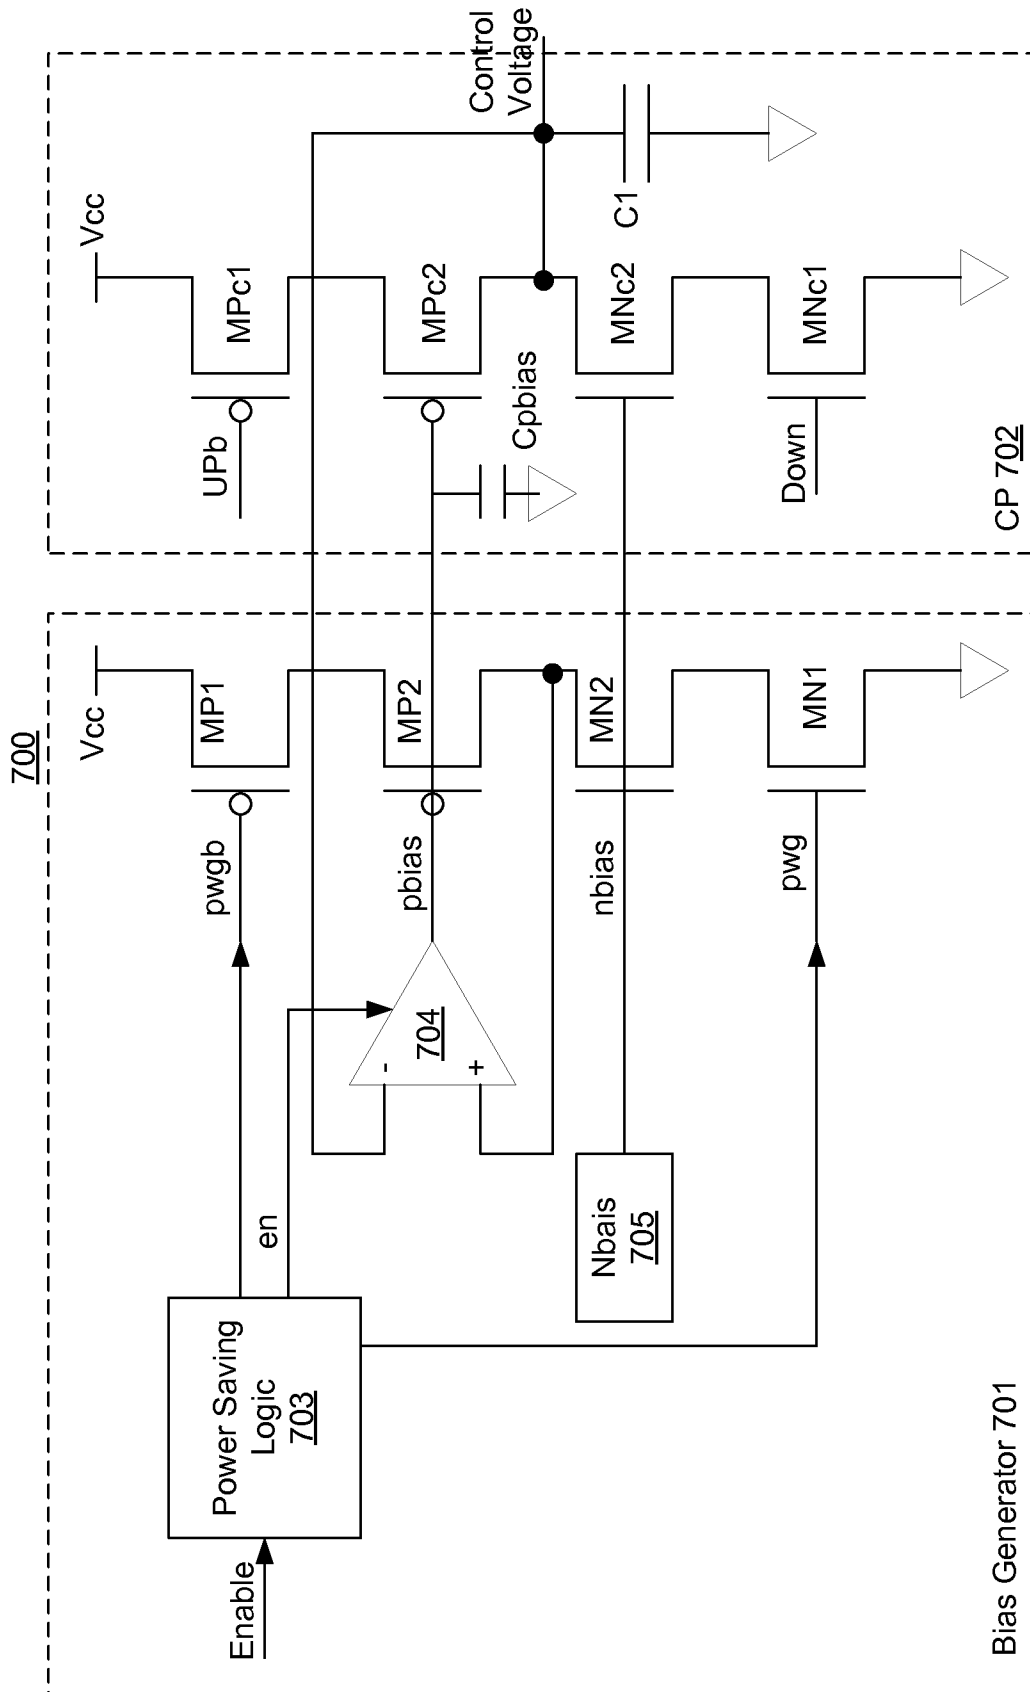 700
Vcc
Vcc
MP1
MPc1
pwgb
UPb
Control
Voltage
Enable
Power Saving
Logic
703
en
704
-
+
pbias
MP2
MPc2
Cpbias
C1
Nbais
705
nbias
MN2
MNc2
pwg
MN1
Down
MNc1
Bias Generator 701
CP 702